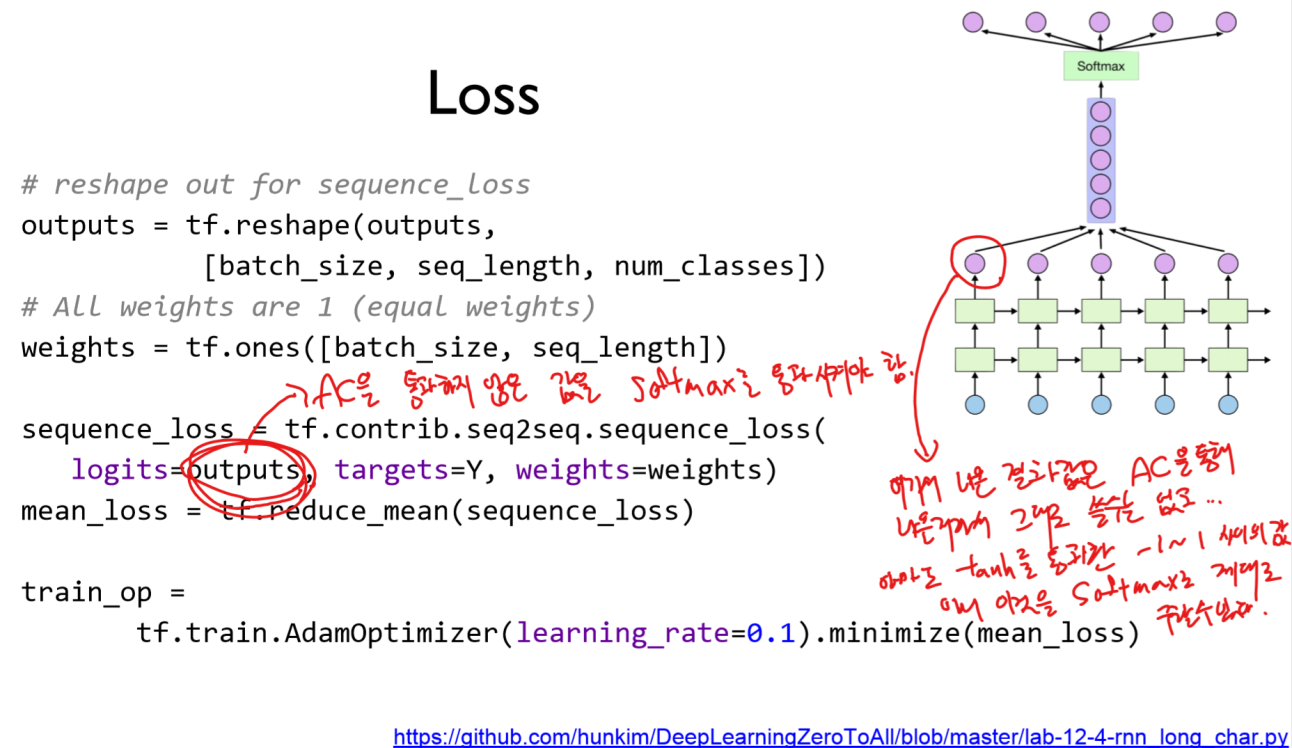 Softmax
Loss
# reshape out for sequence_loss
outputs = tf.reshape(outputs,
[batch_size, seq_length, num_classes])
# All weights are 1 (equal weights)
weights = tf.ones([batch_size, seq_length])
AC을 통과하지 않은 값을 Softmax로 통과시켜야 함.
sequence_loss = tf.contrib.seq2seq.sequence_loss(
logits=outputs, targets=Y, weights=weights)
mean_loss = tf.reduce_mean(sequence_loss)
여기서 나온 결과값은 AC을 통해
나온거라서 그대로 쓸수는 없고...
아마도 tanh를 통과한 -1~1 사이의 값
이것을 Softmax로 제대로
train_op =
tf.train.AdamOptimizer(learning_rate=0.1).minimize(mean_loss)
https://github.com/hunkim/DeepLearningZeroToAll/blob/master/lab-12-4-rnn_long_char.py